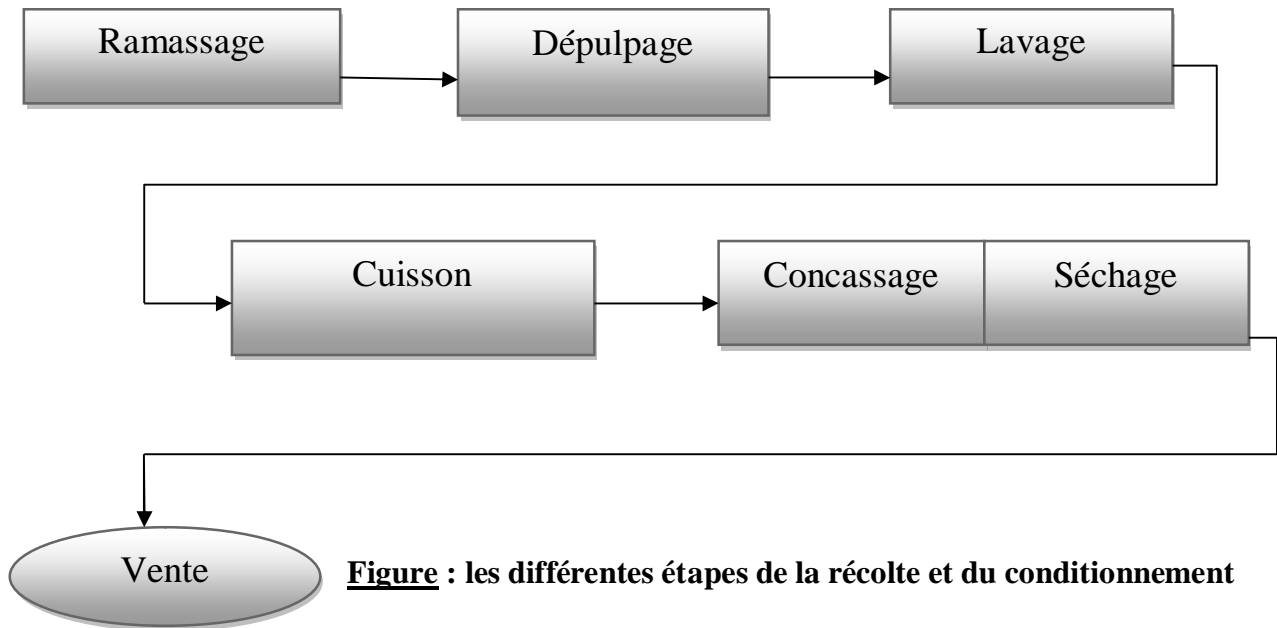 Ramassage
Dépulpage
Lavage
Cuisson
Concassage
Séchage
Vente
Figure : les différentes étapes de la récolte et du conditionnement